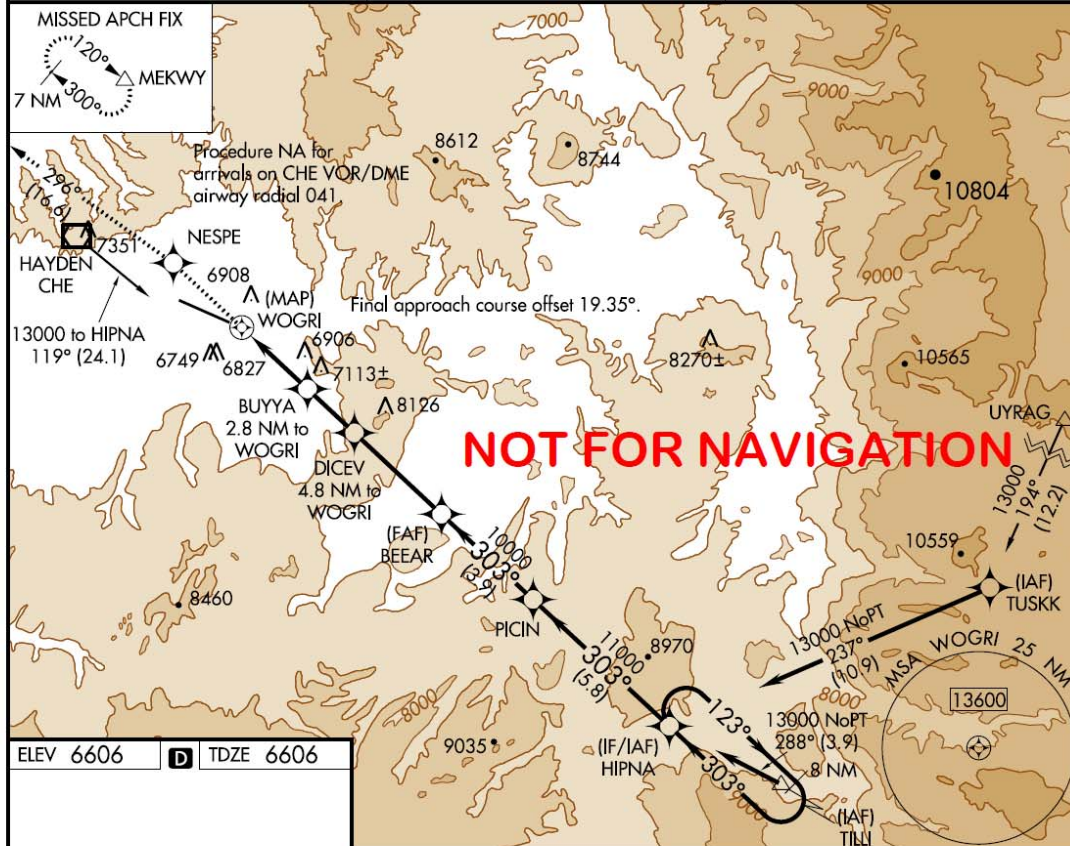 MISSED APCH FIX
120°
MEKWY
300°
7 NM
7000
9000
8612
8744
10804
Procedure NA for
arrivals on CHE VOR/DME
airway radial 041.
296°
(16.6)
7351
HAYDEN
CHE
NESPE
6908
(MAP)
WOGRI
Final approach course offset 19.35°.
9000
13000 to HIPNA
119° (24.1)
6749
6827
6906
7113±
8270±
10565
BUYYA
2.8 NM to
WOGRI
8126
UYRAG
NOT FOR NAVIGATION
DICEV
4.8 NM to
WOGRI
13000
194°
(12.2)
(FAF)
BEEAR
10000
303°
(3.9)
10559
(IAF)
TUSKK
8460
PICIN
13000 NoPT
237°
(10.9)
11000
303°
(5.8)
8970
MSA WOGRI 25 NM
8000
13600
8000
123°
13000 NoPT
288° (3.9)
8 NM
9035
(IF/IAF)
HIPNA
303°
9000
(IAF)
TILLI
ELEV 6606 D TDZE 6606